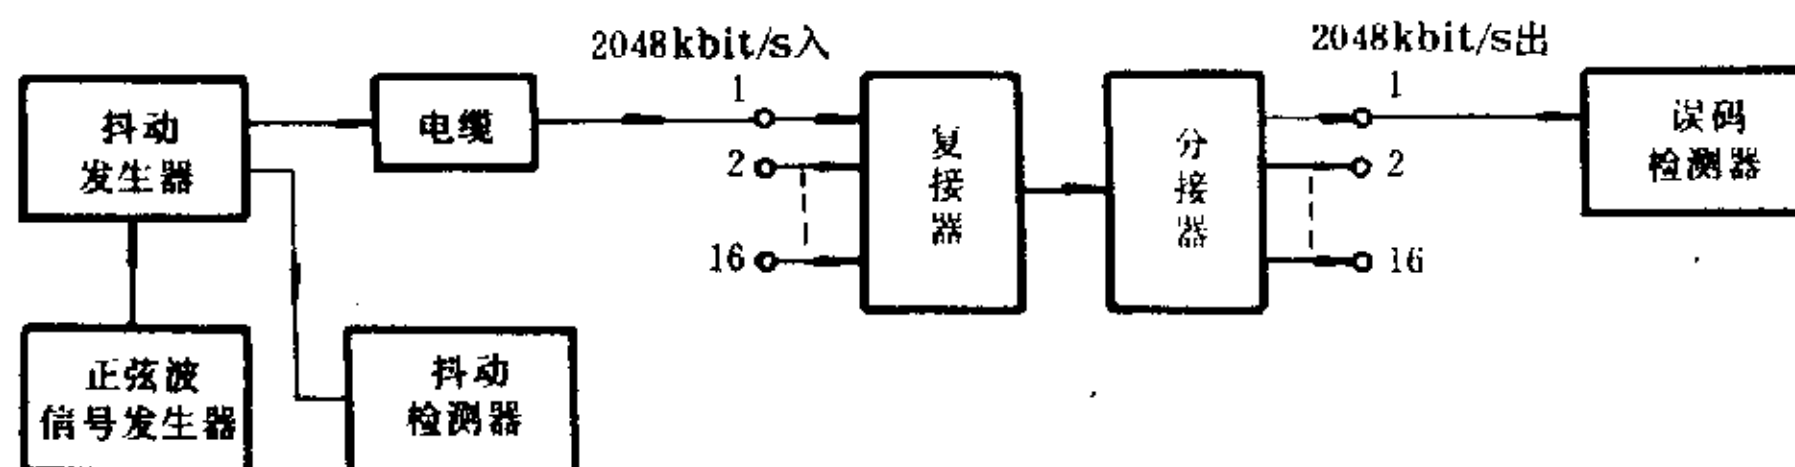 2048kbit/s入
2048kbit/s出
抖动
发生器
电缆
1
2
16
复
接
器
分
接
器
1
2
16
误码
检测器
正弦波
信号发生器
抖动
检测器